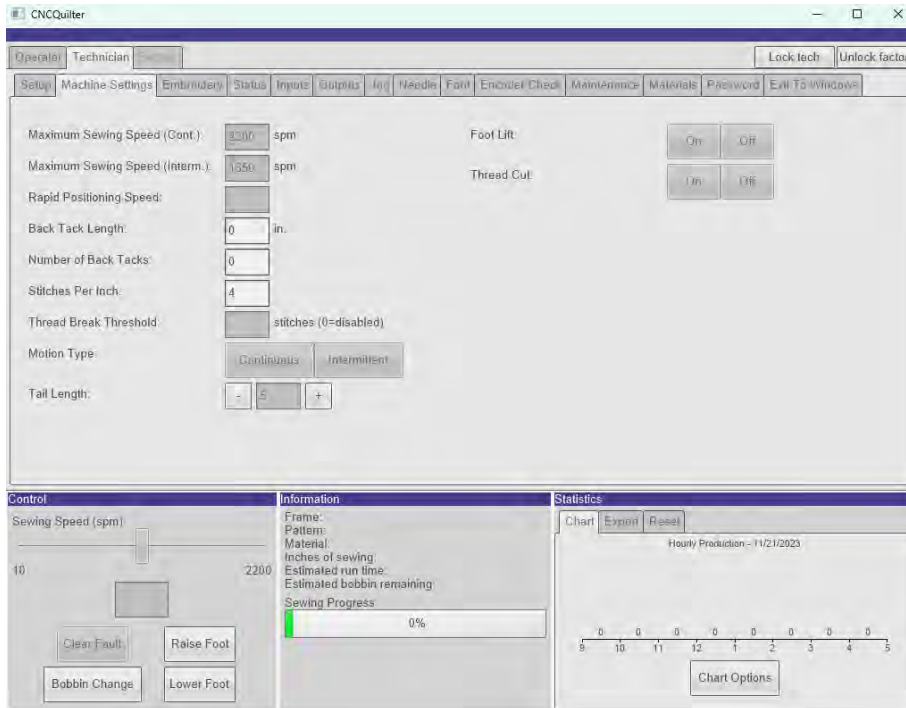 CNCQuilter
Operator Technician
Lock tech Unlock facto
Setup Machine Settings Embroidery Status Inputs Outputs Jog Needle Font Encoder Check Maintenance Materials Password Exit To Windows
Maximum Sewing Speed (Cont.): 2200 spm
Foot Lift: On Off
Maximum Sewing Speed (Interm.): 1650 spm
Thread Cut: On Off
Rapid Positioning Speed:
Back Tack Length: 0 in.
Number of Back Tacks: 0
Stitches Per Inch: 4
Thread Break Threshold stitches (0=disabled)
Motion Type Continuous Intermittent
Tail Length: - 5 +
Control
Sewing Speed (spm)
10 2200
Clear Fault Raise Foot
Bobbin Change Lower Foot
Information
Frame:
Pattern:
Material:
Inches of sewing:
Estimated run time:
Estimated bobbin remaining:
Sewing Progress
0%
Statistics
Chart Export Reset
Hourly Production - 11/21/2023
0 0 0 0 0 0 0 0
9 10 11 12 1 2 3 4 5
Chart Options